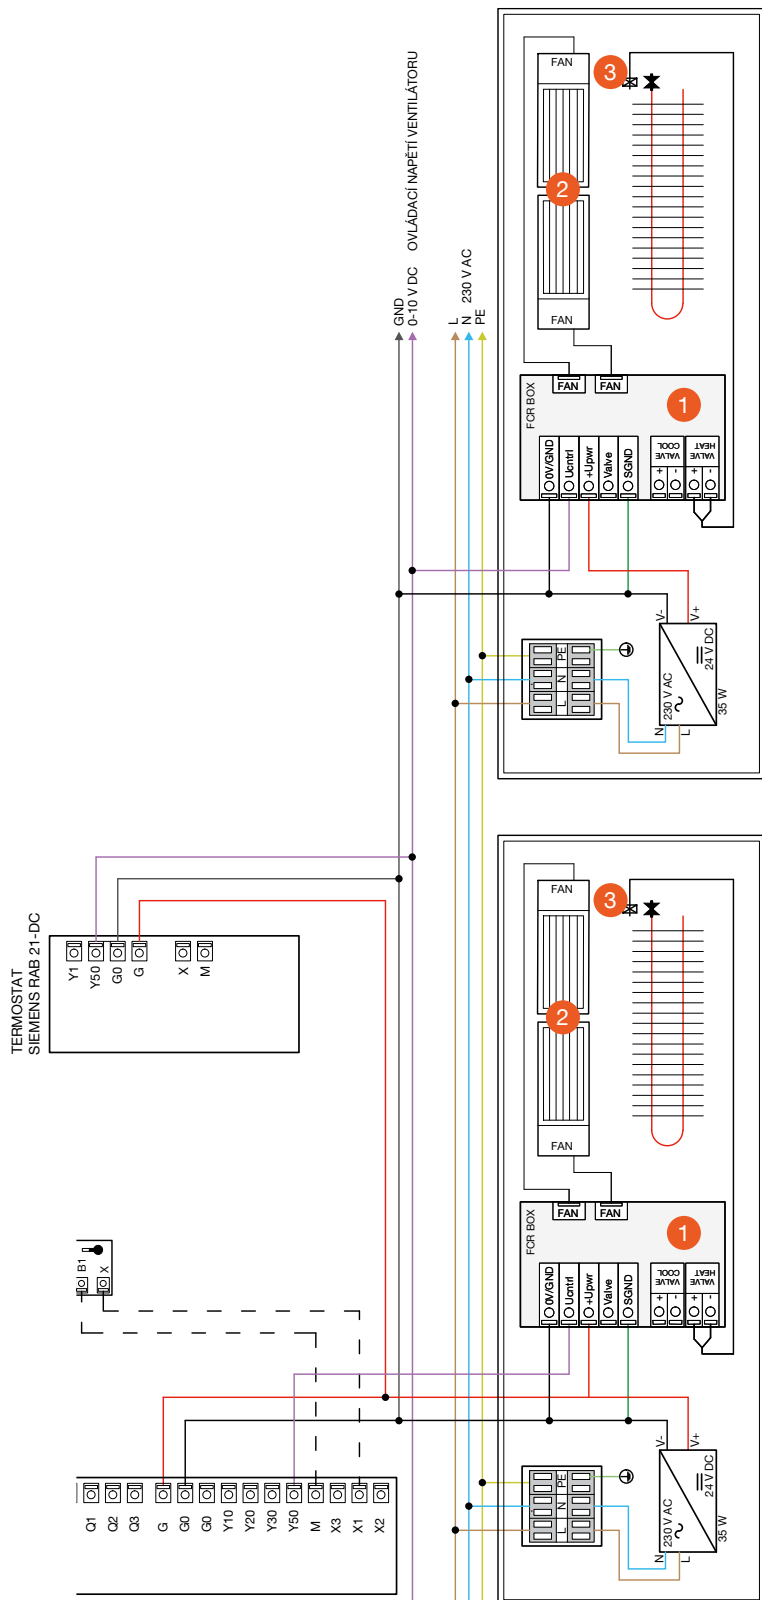 FAN
3
2
FAN
OVLÁDACÍ NAPĚTÍ VENTILÁTORU
GND
0-10 V DC
L
N 230 V AC
PE
FAN
FAN
FCR BOX
1
0V/GND
Ucntrl
+Upwr
Valve
SGND
VALVE COOL
+
-
VALVE HEAT
+
-
V-
V+
PE
N
L
230 V AC
24 V DC
35 W
N
L
TERMOSTAT
SIEMENS RAB 21-DC
Y1
Y50
G0
G
X
M
FAN
3
2
FAN
FAN
FAN
FCR BOX
1
B1
X
0V/GND
Ucntrl
+Upwr
Valve
SGND
VALVE COOL
+
-
VALVE HEAT
+
-
V-
V+
Q1
Q2
Q3
G
G0
G0
Y10
Y20
Y30
Y50
M
X3
X1
X2
PE
N
L
230 V AC
24 V DC
35 W
N
L